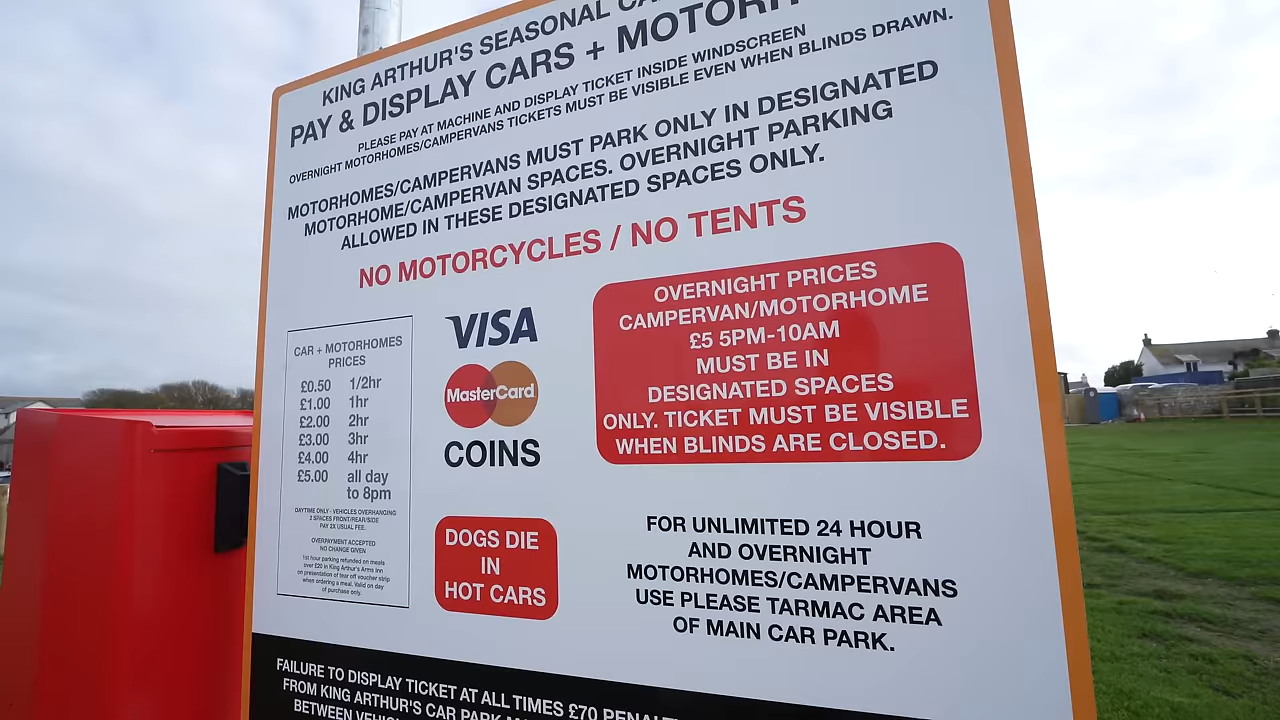 KING ARTHUR'S SEASONAL
PAY & DISPLAY CARS +
PLEASE PAY AT MACHINE AND DISPLAY TICKET INSIDE WINDSCREEN
OVERNIGHT MOTORHOMES/CAMPERVANS TICKETS MUST BE VISIBLE EVEN WHEN BLINDS DRAWN.
MOTORHOMES/CAMPERVANS MUST PARK ONLY IN DESIGNATED
MOTORHOME/CAMPERVAN SPACES. OVERNIGHT PARKING
ALLOWED IN THESE DESIGNATED SPACES ONLY.
NO MOTORCYCLES / NO TENTS
CAR + MOTORHOMES
PRICES
£0.50 1/2hr
£1.00 1hr
£2.00 2hr
£3.00 3hr
£4.00 4hr
£5.00 all day
to 8pm
DAYTIME ONLY - VEHICLES OVERHANGING
2 SPACES FRONT/REAR/SIDE
PAY 2X USUAL FEE.
OVERPAYMENT ACCEPTED
NO CHANGE GIVEN
1st hour parking refunded on meals
over £20 in King Arthur's Arms Inn
on presentation of tear off voucher strip
when ordering a meal. Valid on day
of purchase only.
VISA
MasterCard
COINS
DOGS DIE
IN
HOT CARS
OVERNIGHT PRICES
CAMPERVAN/MOTORHOME
£5 5PM-10AM
MUST BE IN
DESIGNATED SPACES
ONLY. TICKET MUST BE VISIBLE
WHEN BLINDS ARE CLOSED.
FOR UNLIMITED 24 HOUR
AND OVERNIGHT
MOTORHOMES/CAMPERVANS
USE PLEASE TARMAC AREA
OF MAIN CAR PARK.
FAILURE TO DISPLAY TICKET AT ALL TIMES £70
FROM KING ARTHUR'S CAR PARK
BETWEEN